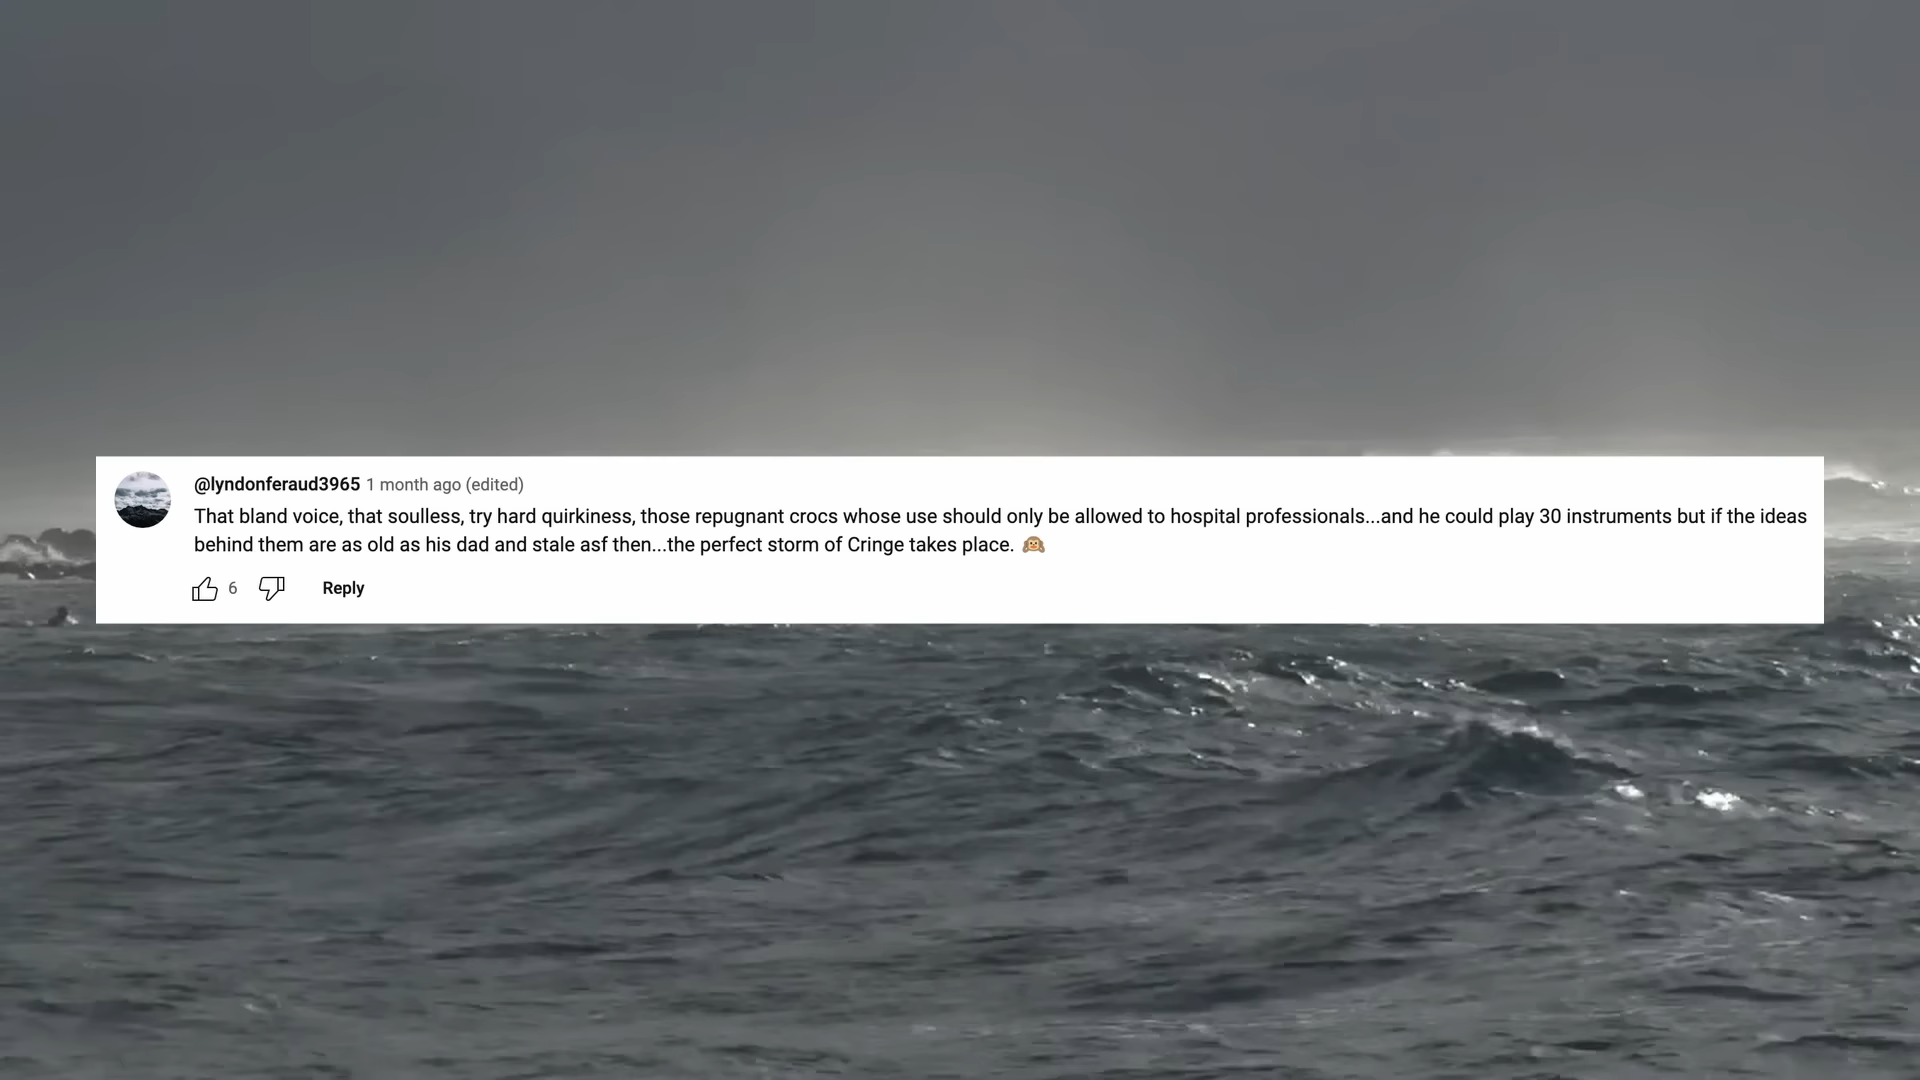 @lyndonferaud3965 1 month ago (edited)
That bland voice, that soulless, try hard quirkiness, those repugnant crocs whose use should only be allowed to hospital professionals...and he could play 30 instruments but if the ideas
behind them are as old as his dad and stale asf then...the perfect storm of Cringe takes place. 🙉
6 Reply